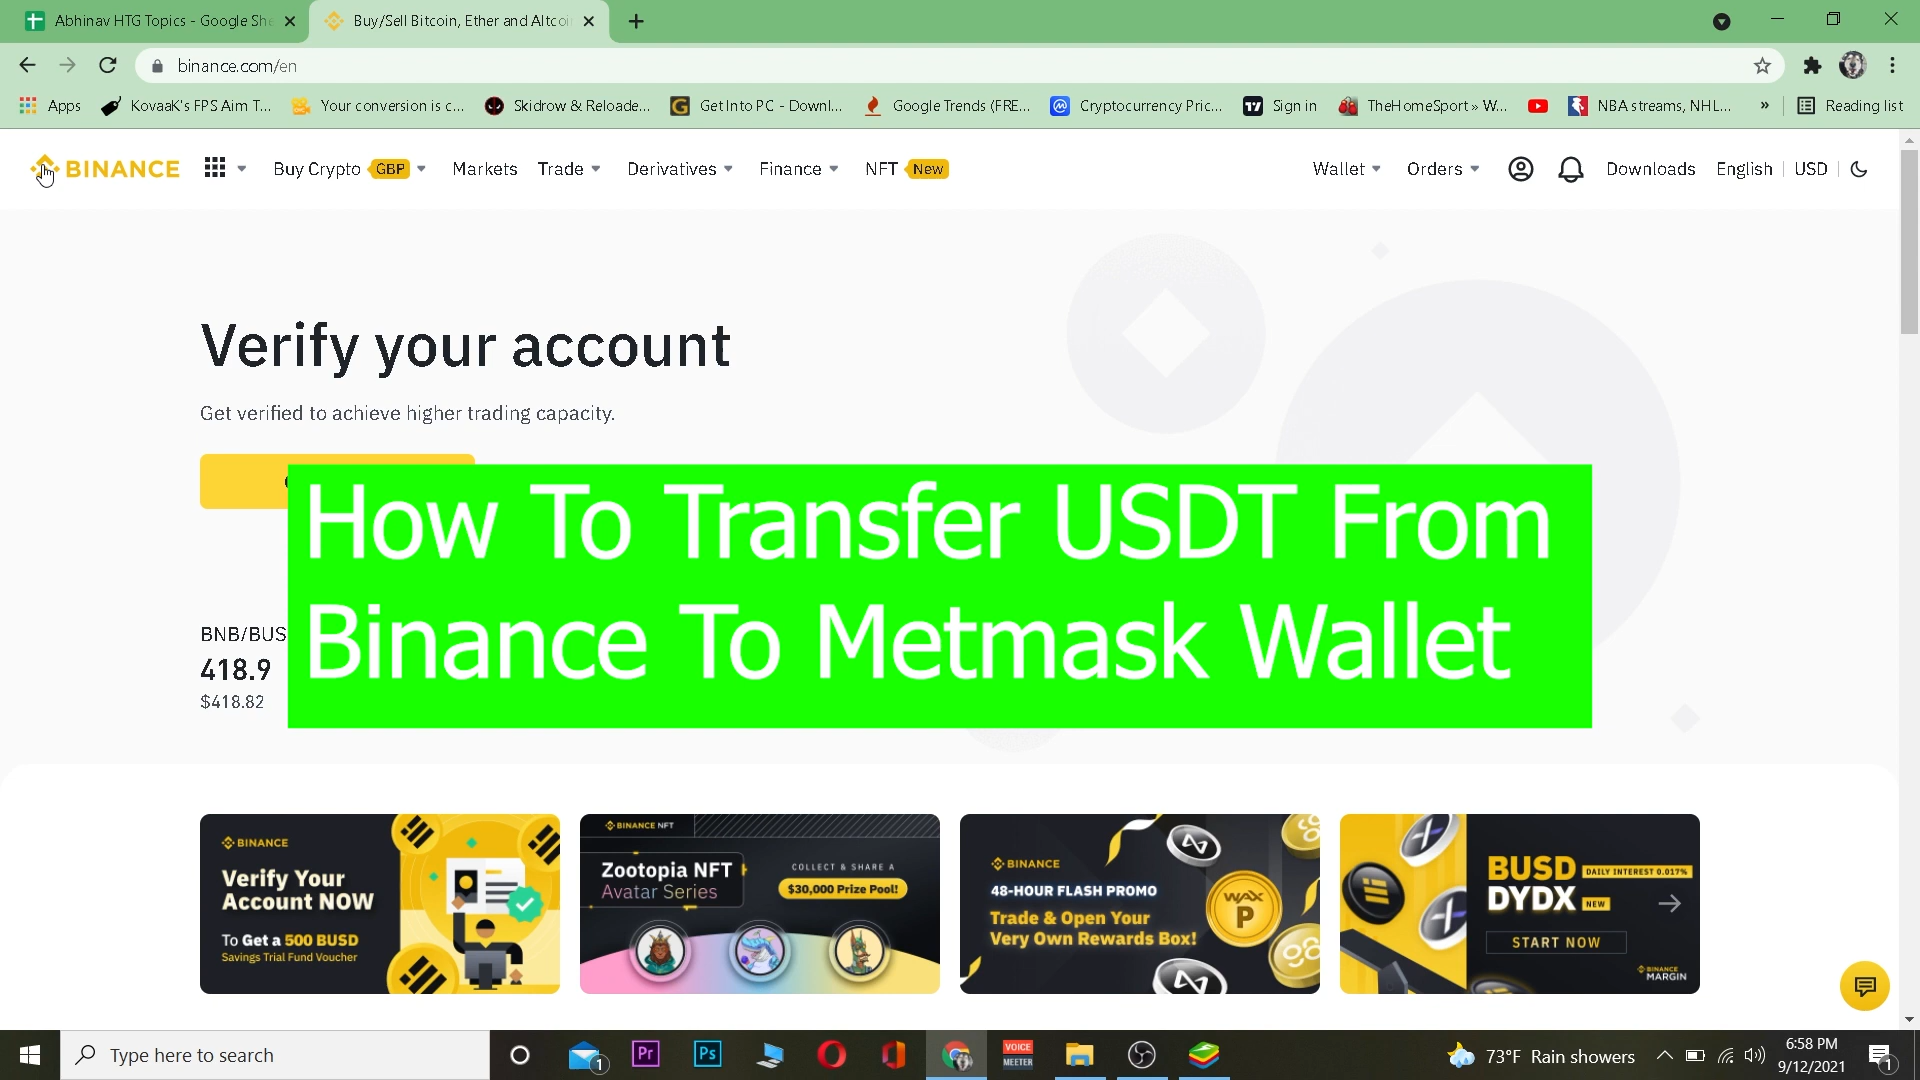 Abhinav HTG Topics - Google She
Buy/Sell Bitcoin, Ether and Altcoi
binance.com/en
Apps
KovaaK's FPS Aim T...
Your conversion is c...
Skidrow & Reloade...
Get Into PC - Downl...
Google Trends (FRE...
Cryptocurrency Pric...
Sign in
TheHomeSport » W...
NBA streams, NHL...
»
Reading list
BINANCE
Buy Crypto GBP
Markets
Trade
Derivatives
Finance
NFT New
Wallet
Orders
Downloads
English
USD
Verify your account
Get verified to achieve higher trading capacity.
How To Transfer USDT From
Binance To Metmask Wallet
BNB/BUS
418.9
$418.82
BINANCE
Verify Your
Account NOW
To Get a 500 BUSD
Savings Trial Fund Voucher
BINANCE NFT
Zootopia NFT
Avatar Series
COLLECT & SHARE A
$30,000 Prize Pool!
BINANCE
48-HOUR FLASH PROMO
Trade & Open Your
Very Own Rewards Box!
WAX
P
BUSD DAILY INTEREST 0.017%
DYDX NEW
START NOW
BINANCE
MARGIN
Type here to search
1
Pr
Ps
VOICE
MEETER
73°F Rain showers
6:58 PM
9/12/2021
1